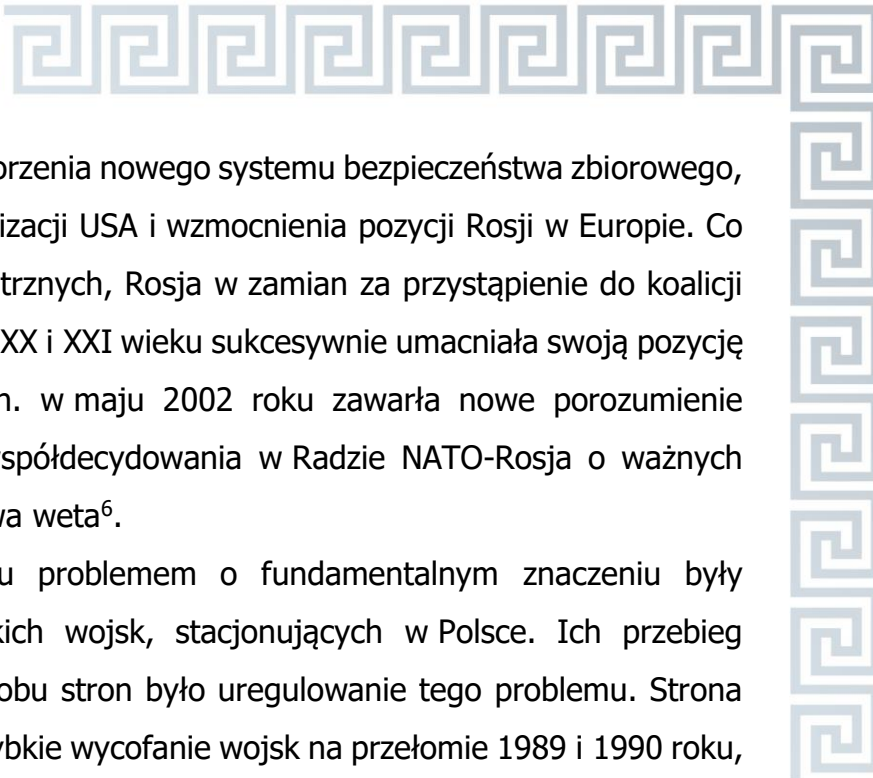 orzenia nowego systemu bezpieczeństwa zbiorowego,
izacji USA i wzmocnienia pozycji Rosji w Europie. Co
trznych, Rosja w zamian za przystąpienie do koalicji
XX i XXI wieku sukcesywnie umacniała swoją pozycję
n. w maju 2002 roku zawarła nowe porozumienie
współdecydowania w Radzie NATO-Rosja o ważnych
wa weta⁶.
u problemem o fundamentalnym znaczeniu były
kich wojsk, stacjonujących w Polsce. Ich przebieg
obu stron było uregulowanie tego problemu. Strona
ybkie wycofanie wojsk na przełomie 1989 i 1990 roku,